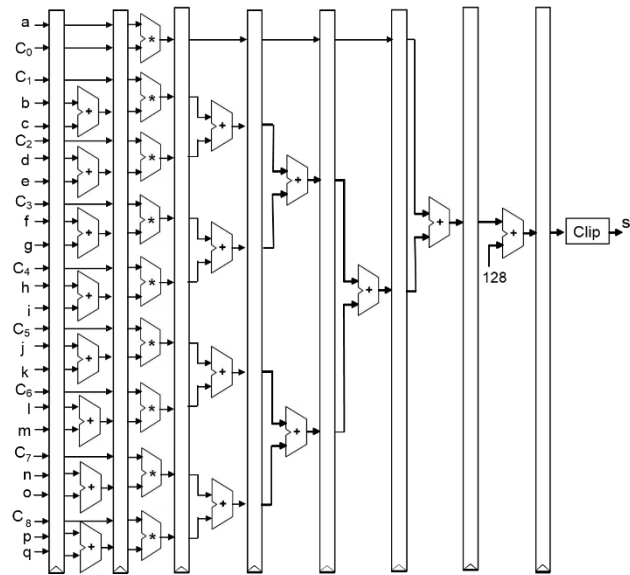 a
C0
*
C1
b
*
c
+
+
C2
d
*
e
+
+
C3
f
*
g
+
+
C4
h
*
i
+
+
C5
j
*
k
+
+
C6
l
*
m
+
+
C7
n
*
o
+
+
C8
p
*
q
+
+
+
128
Clip
s